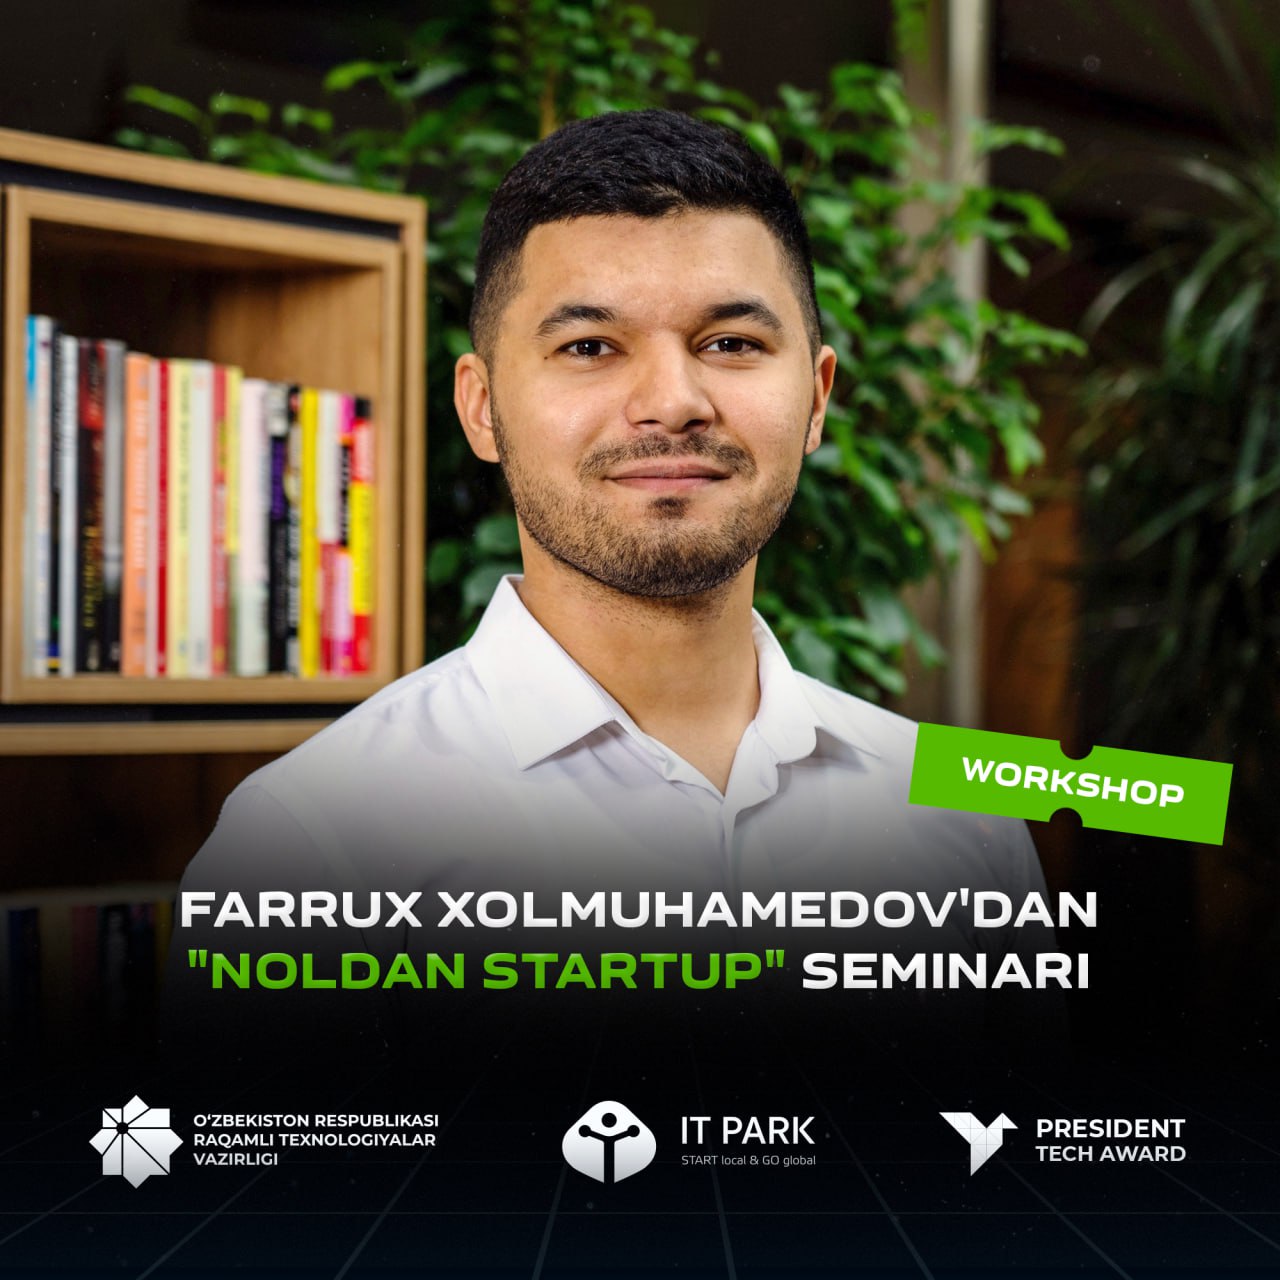 WORKSHOP
FARRUX XOLMUHAMEDOV'DAN
"NOLDAN STARTUP" SEMINARI
O‘ZBEKISTON RESPUBLIKASI
RAQAMLI TEXNOLOGIYALAR
VAZIRLIGI
IT PARK
START local & GO global
PRESIDENT
TECH AWARD